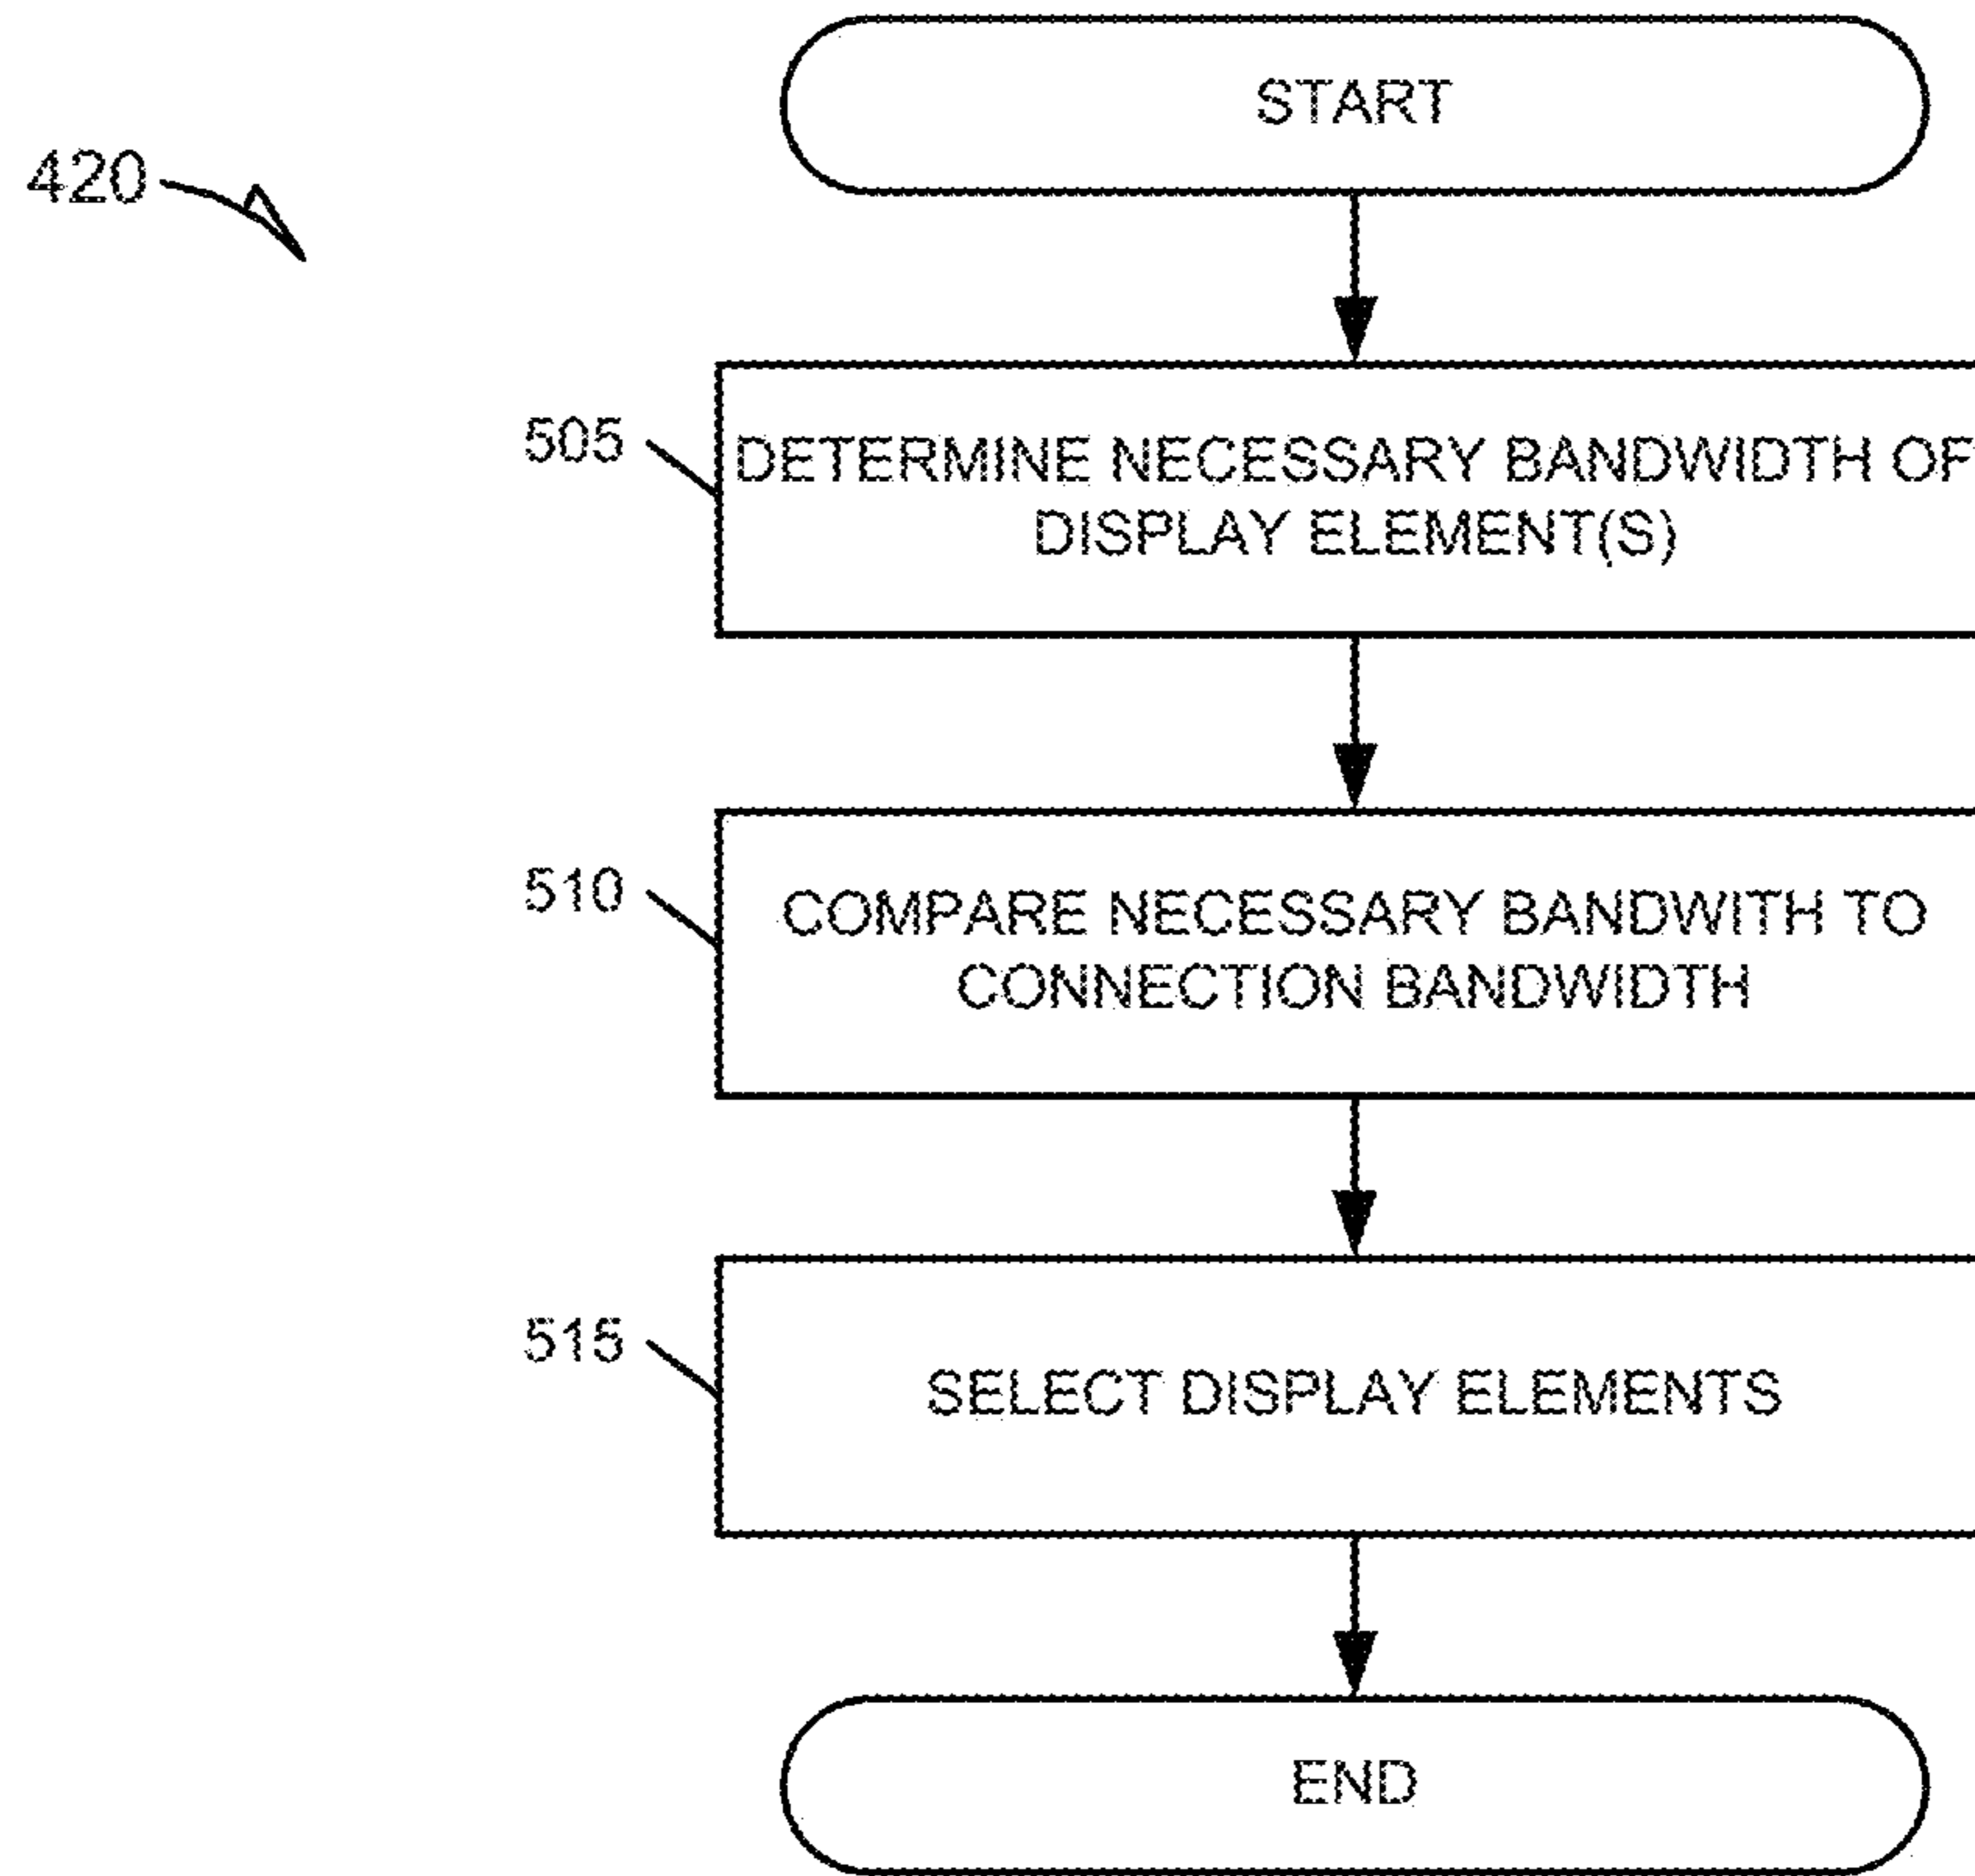 START
420
505
DETERMINE NECESSARY BANDWIDTH OF
DISPLAY ELEMENT(S)
510
COMPARE NECESSARY BANDWITH TO
CONNECTION BANDWIDTH
515
SELECT DISPLAY ELEMENTS
END